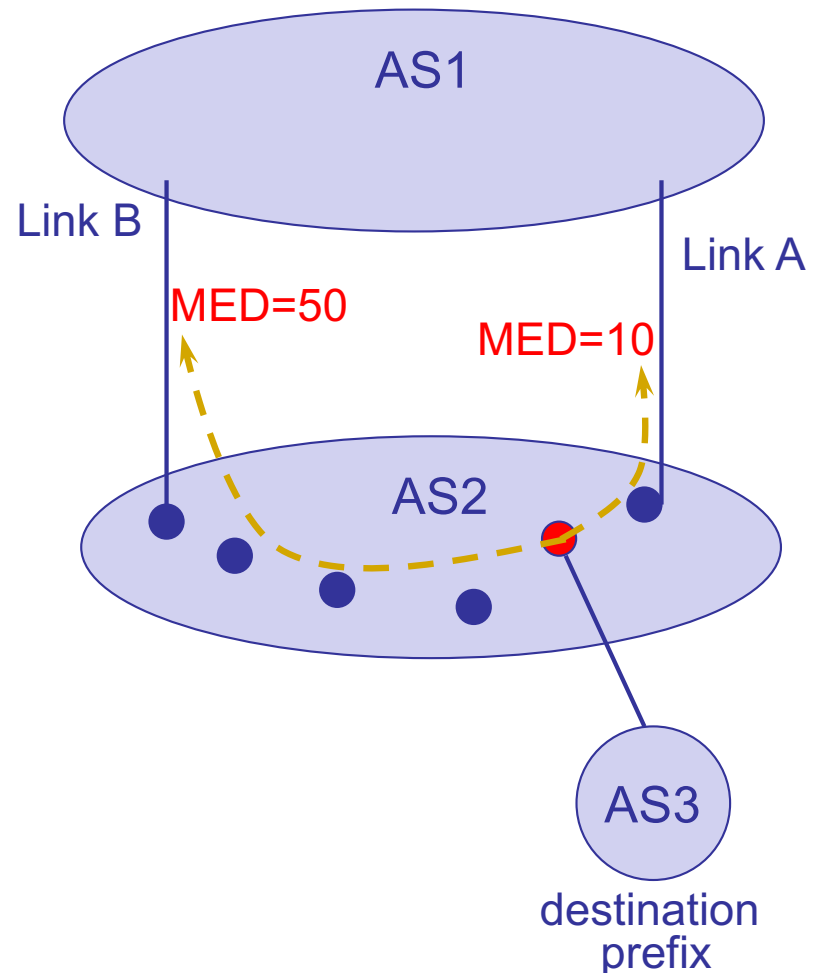 AS1
Link B
Link A
MED=50
MED=10
AS2
AS3
destination
prefix